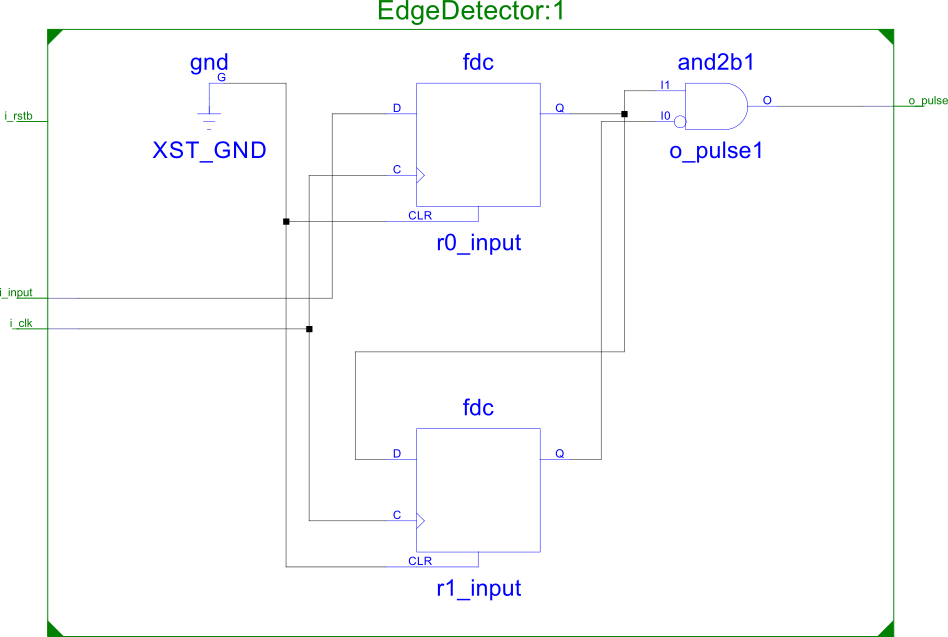 EdgeDetector:1
gnd
G
XST_GND
fdc
D
Q
C
CLR
r0_input
and2b1
I1
I0
O
o_pulse1
i_rstb
o_pulse
i_input
i_clk
fdc
D
Q
C
CLR
r1_input